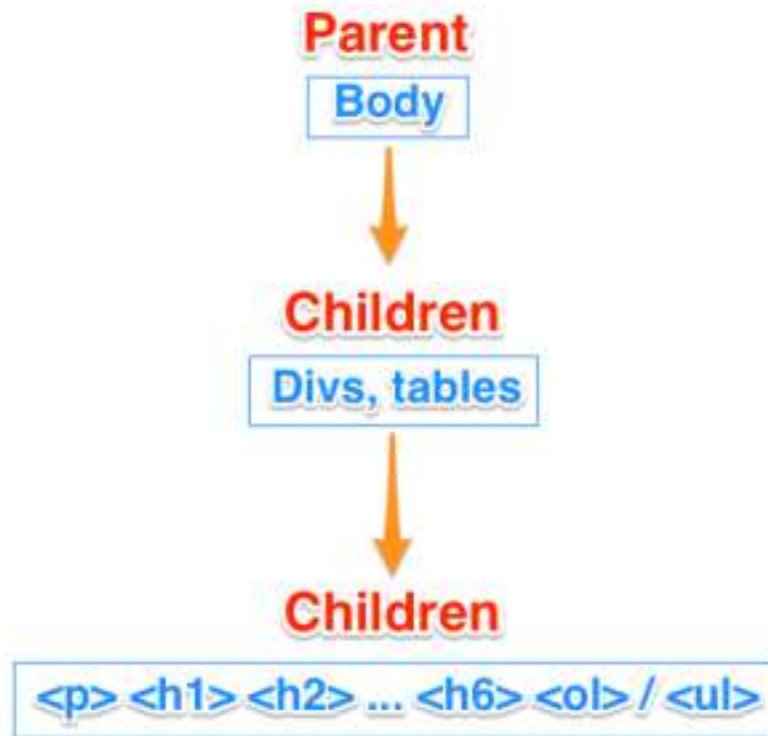 Parent
Body
Children
Divs, tables
Children
<p> <h1> <h2> ... <h6> <ol> / <ul>